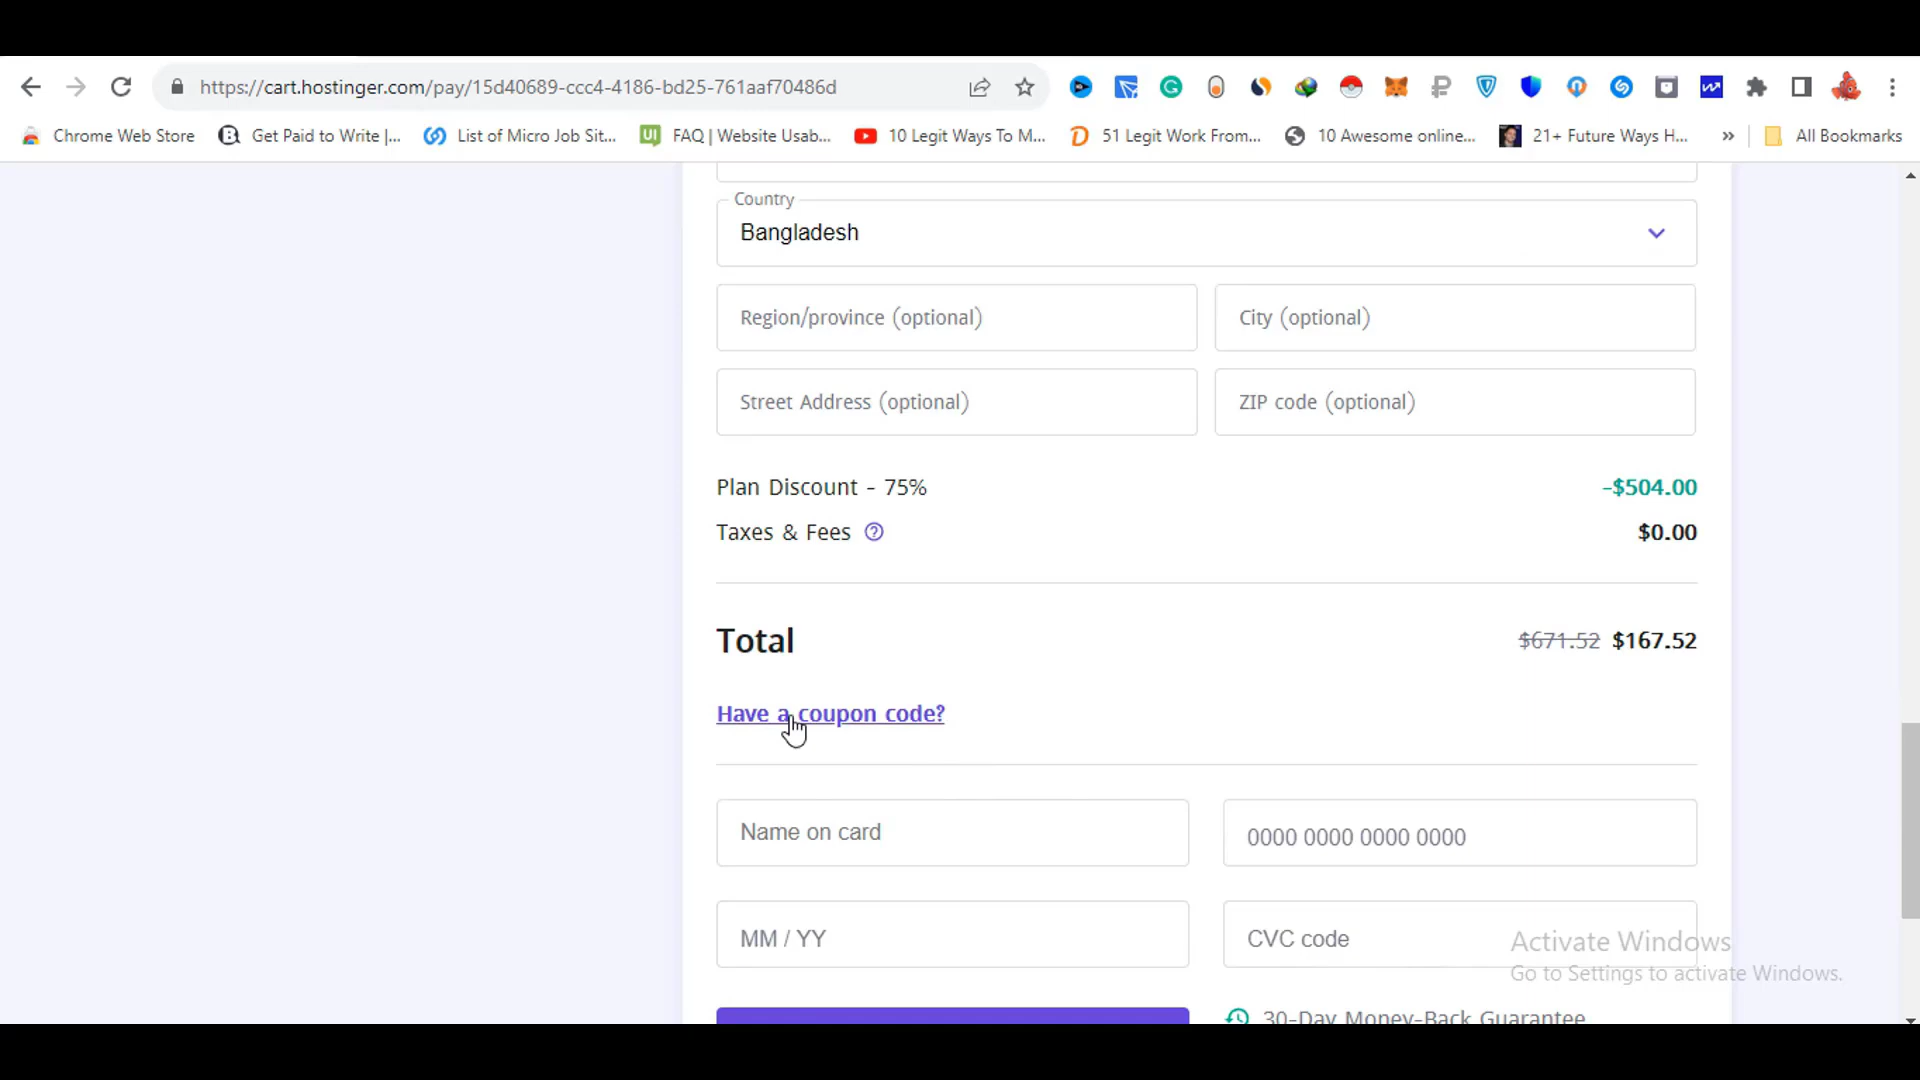 https://cart.hostinger.com/pay/15d40689-ccc4-4186-bd25-761aaf70486d
Chrome Web Store Get Paid to Write |... List of Micro Job Sit... FAQ | Website Usab... 10 Legit Ways To M... 51 Legit Work From... 10 Awesome online... 21+ Future Ways H... » All Bookmarks
Country
Bangladesh
Region/province (optional) City (optional)
Street Address (optional) ZIP code (optional)
Plan Discount - 75% -$504.00
Taxes & Fees $0.00
Total $671.52 $167.52
Have a coupon code?
Name on card 0000 0000 0000 0000
MM / YY CVC code
Activate Windows
Go to Settings to activate Windows.
30-Day Money-Back Guarantee